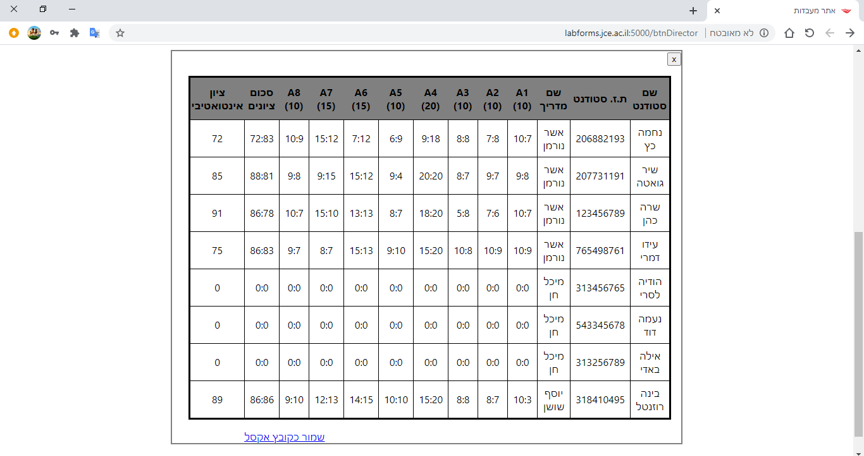 אתר מעבדות
לא מאובטח | labforms.jce.ac.il:5000/btnDirector
x
שם סטודנט ת.ז. סטודנט שם מדריך A1 (10) A2 (10) A3 (10) A4 (20) A5 (10) A6 (15) A7 (15) A8 (10) סכום ציונים ציון אינטואטיבי
נחמה כץ 206882193 אשר נורמן 10:7 7:8 8:8 9:18 6:9 7:12 15:12 10:9 72:83 72
שיר גואטה 207731191 אשר נורמן 9:8 9:7 8:7 20:20 9:4 15:12 9:15 9:8 88:81 85
שרה כהן 123456789 אשר נורמן 10:7 7:6 5:8 18:20 8:7 13:13 15:10 10:7 86:78 91
עידו דמרי 765498761 אשר נורמן 10:9 10:9 10:8 15:20 9:10 15:13 8:7 9:7 86:83 75
הודיה לסרי 313456765 מיכל חן 0:0 0:0 0:0 0:0 0:0 0:0 0:0 0:0 0:0 0
נעמה דוד 543345678 מיכל חן 0:0 0:0 0:0 0:0 0:0 0:0 0:0 0:0 0:0 0
אילה באדי 313256789 מיכל חן 0:0 0:0 0:0 0:0 0:0 0:0 0:0 0:0 0:0 0
בינה רוזנטל 318410495 יוסף שושן 10:3 8:7 8:8 15:20 10:10 14:15 12:13 9:10 86:86 89
שמור כקובץ אקסל